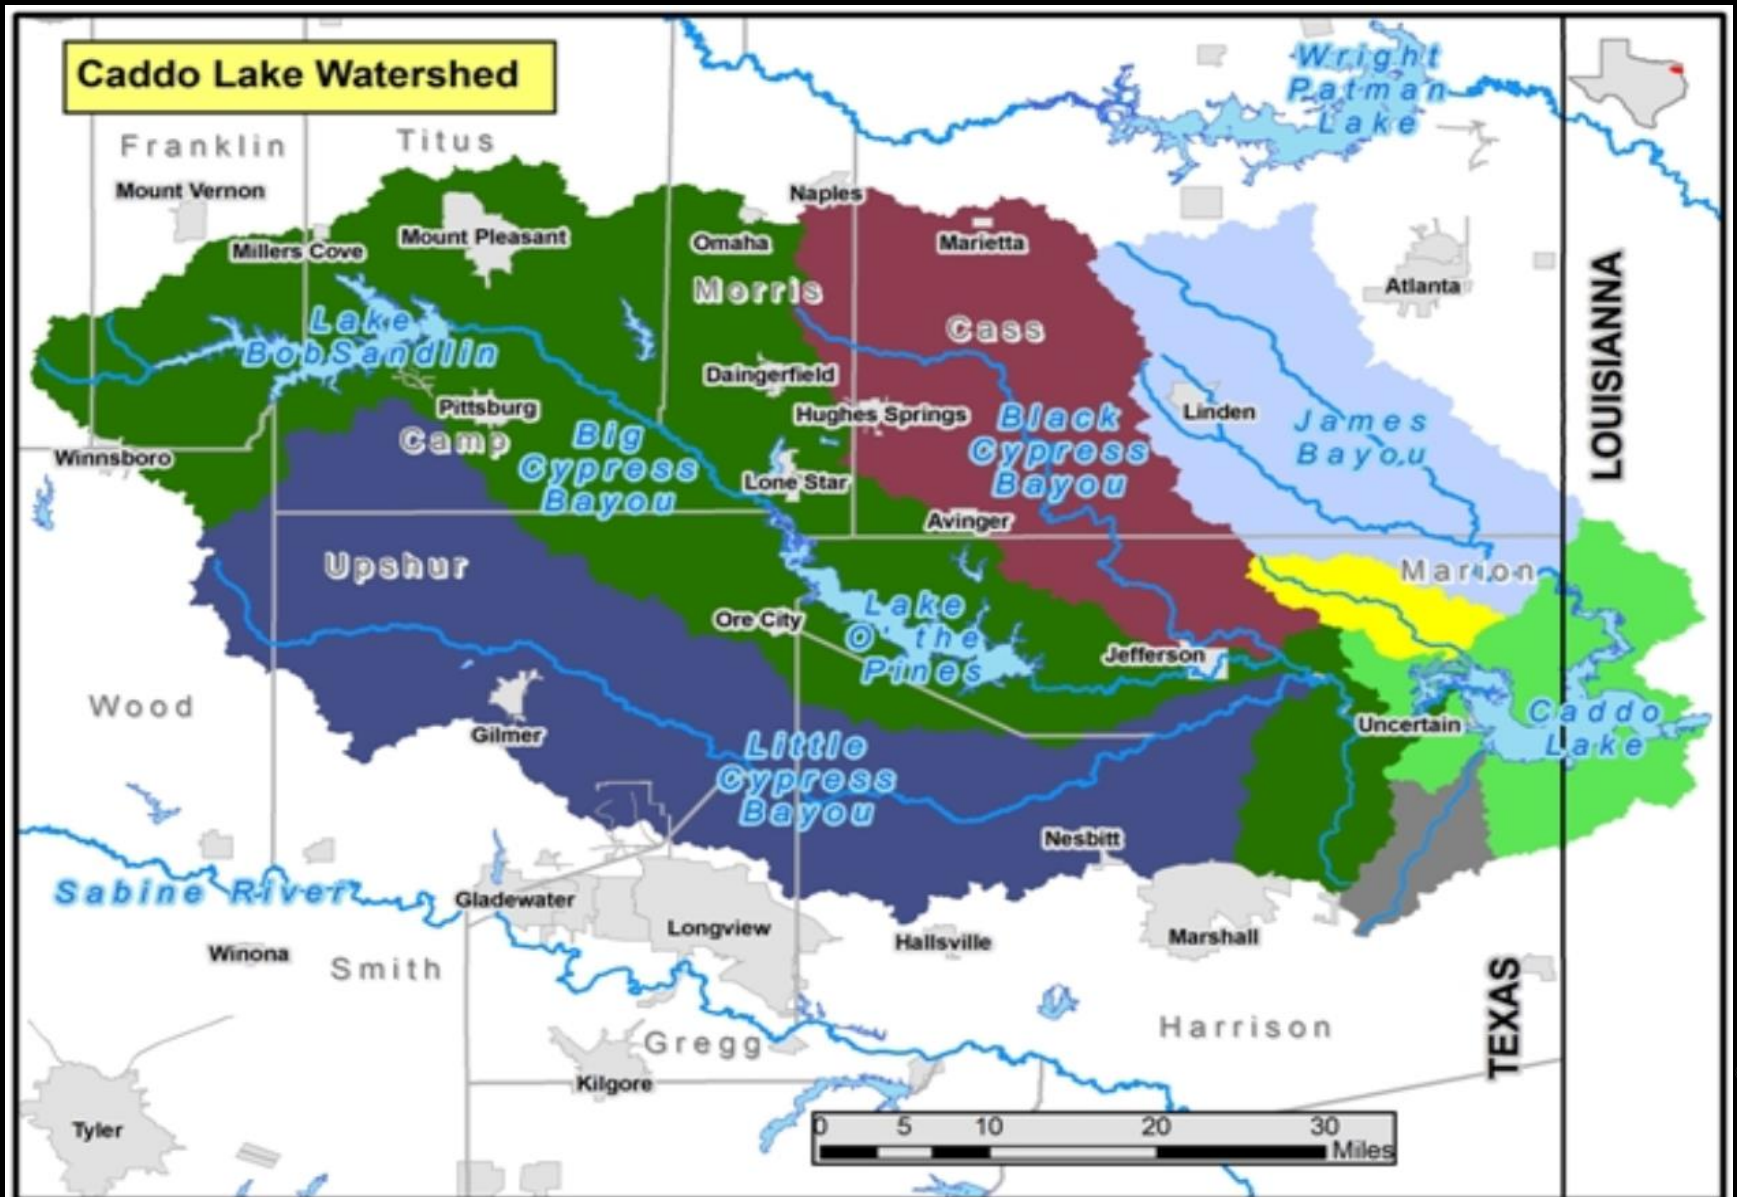 Caddo Lake Watershed
Wright
Patman
Lake
Franklin
Titus
Mount Vernon
Naples
Millers Cove
Mount Pleasant
Omaha
Marietta
Morris
Atlanta
LOUISIANNA
Lake
BobSandlin
Cass
Daingerfield
Pittsburg
Hughes Springs
Linden
Camp
Big
Cypress
Bayou
Black
Cypress
Bayou
James
Bayou
Winnsboro
Lone Star
Avinger
Upshur
Marion
Ore City
Lake
O' the
Pines
Jefferson
Wood
Gilmer
Uncertain
Caddo
Lake
Little
Cypress
Bayou
Nesbitt
Sabine River
Gladewater
Longview
Hallsville
Marshall
Winona
Smith
TEXAS
Harrison
Gregg
Kilgore
Tyler
0 5 10 20 30
Miles